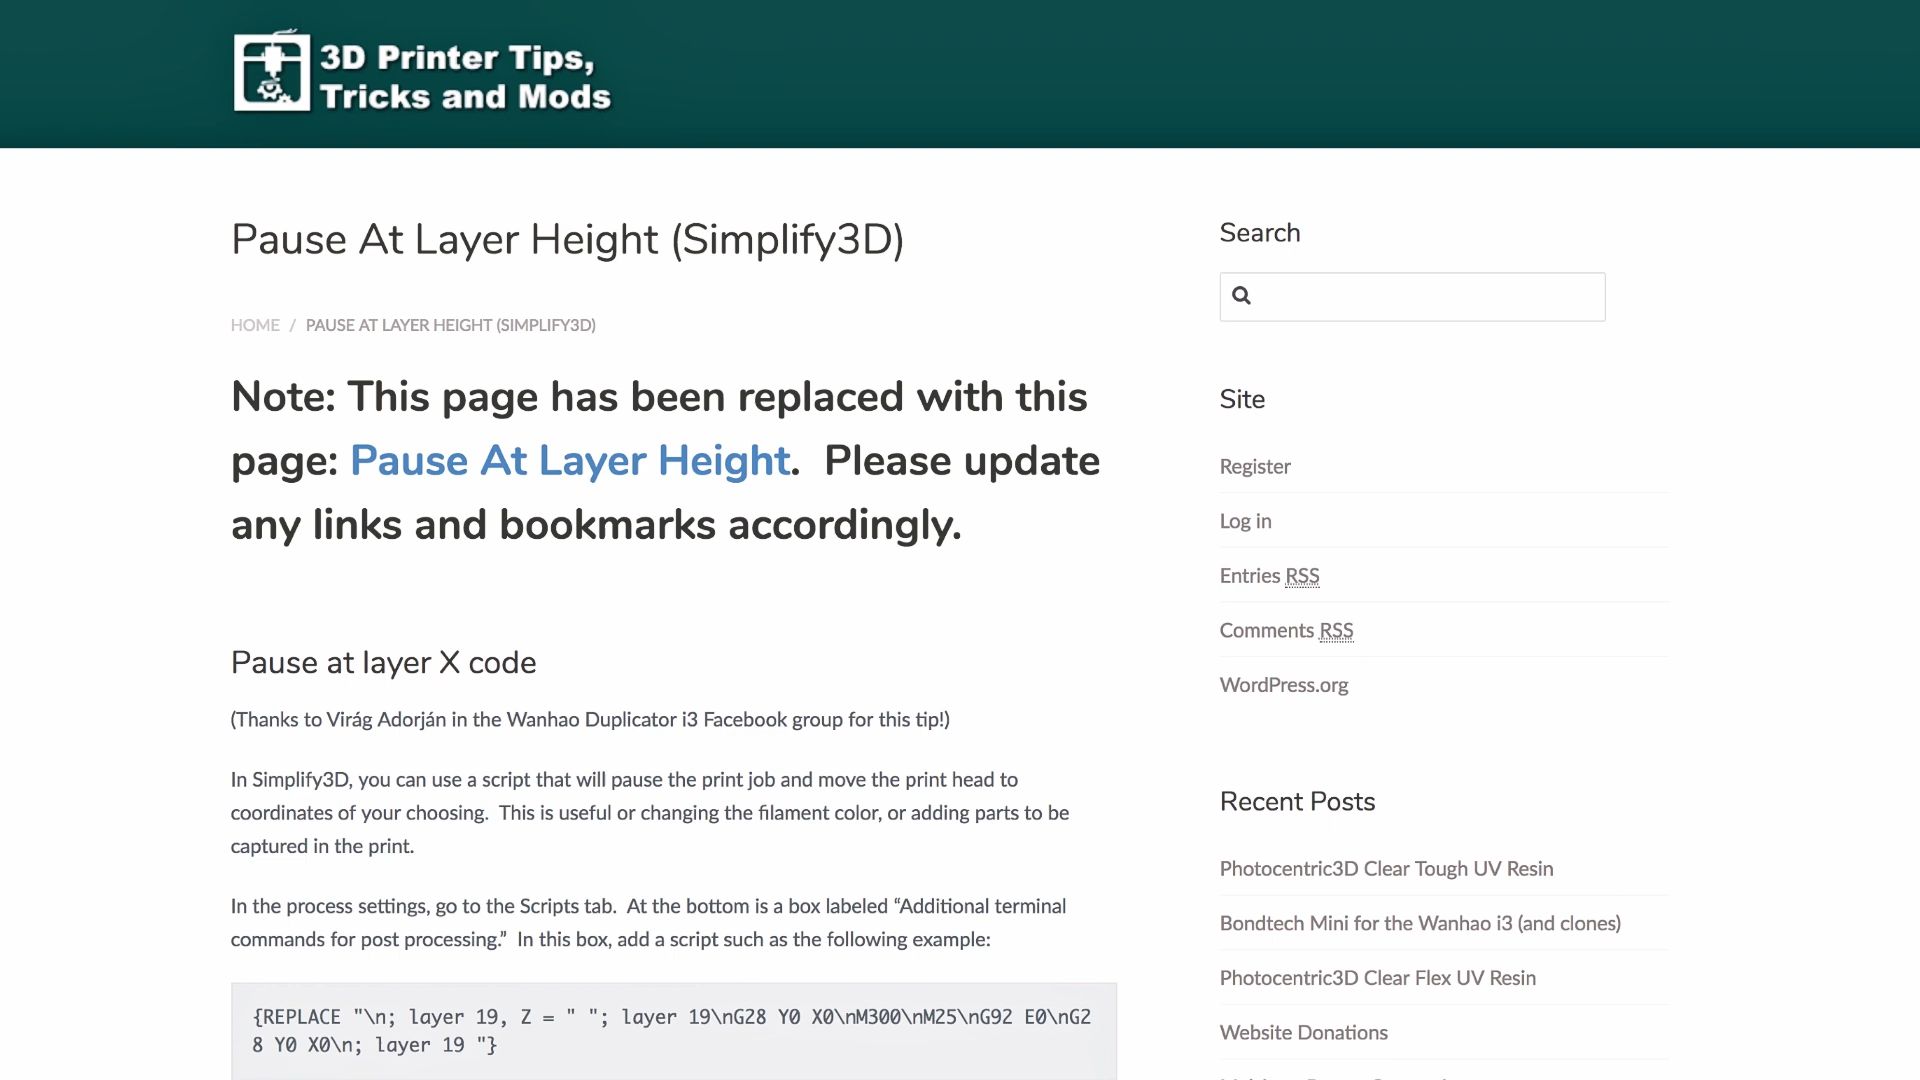 3D Printer Tips,
Tricks and Mods
Pause At Layer Height (Simplify3D)
HOME / PAUSE AT LAYER HEIGHT (SIMPLIFY3D)
Note: This page has been replaced with this
page: Pause At Layer Height.  Please update
any links and bookmarks accordingly.
Pause at layer X code
(Thanks to Virág Adorján in the Wanhao Duplicator i3 Facebook group for this tip!)
In Simplify3D, you can use a script that will pause the print job and move the print head to
coordinates of your choosing.  This is useful or changing the filament color, or adding parts to be
captured in the print.
In the process settings, go to the Scripts tab.  At the bottom is a box labeled “Additional terminal
commands for post processing.”  In this box, add a script such as the following example:
{REPLACE "\n; layer 19, Z = " "; layer 19\nG28 Y0 X0\nM300\nM25\nG92 E0\nG2
8 Y0 X0\n; layer 19 "}
Search
Site
Register
Log in
Entries RSS
Comments RSS
WordPress.org
Recent Posts
Photocentric3D Clear Tough UV Resin
Bondtech Mini for the Wanhao i3 (and clones)
Photocentric3D Clear Flex UV Resin
Website Donations